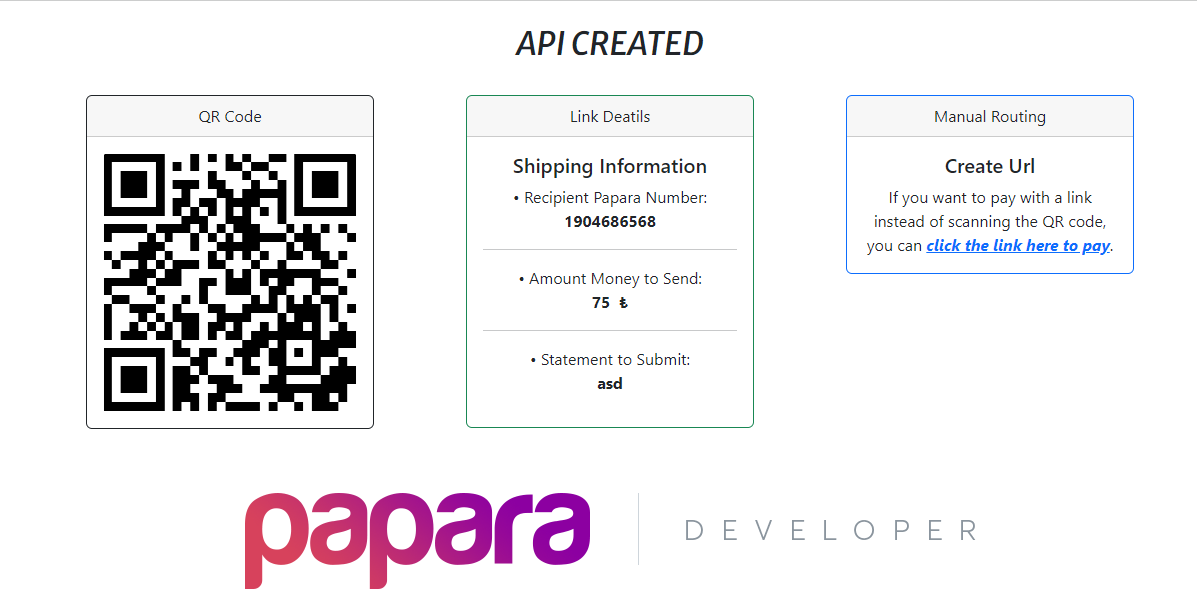 API CREATED
QR Code
Link Deatils
Shipping Information
• Recipient Papara Number:
1904686568
• Amount Money to Send:
75 ₺
• Statement to Submit:
asd
Manual Routing
Create Url
If you want to pay with a link
instead of scanning the QR code,
you can click the link here to pay.
papara
DEVELOPER